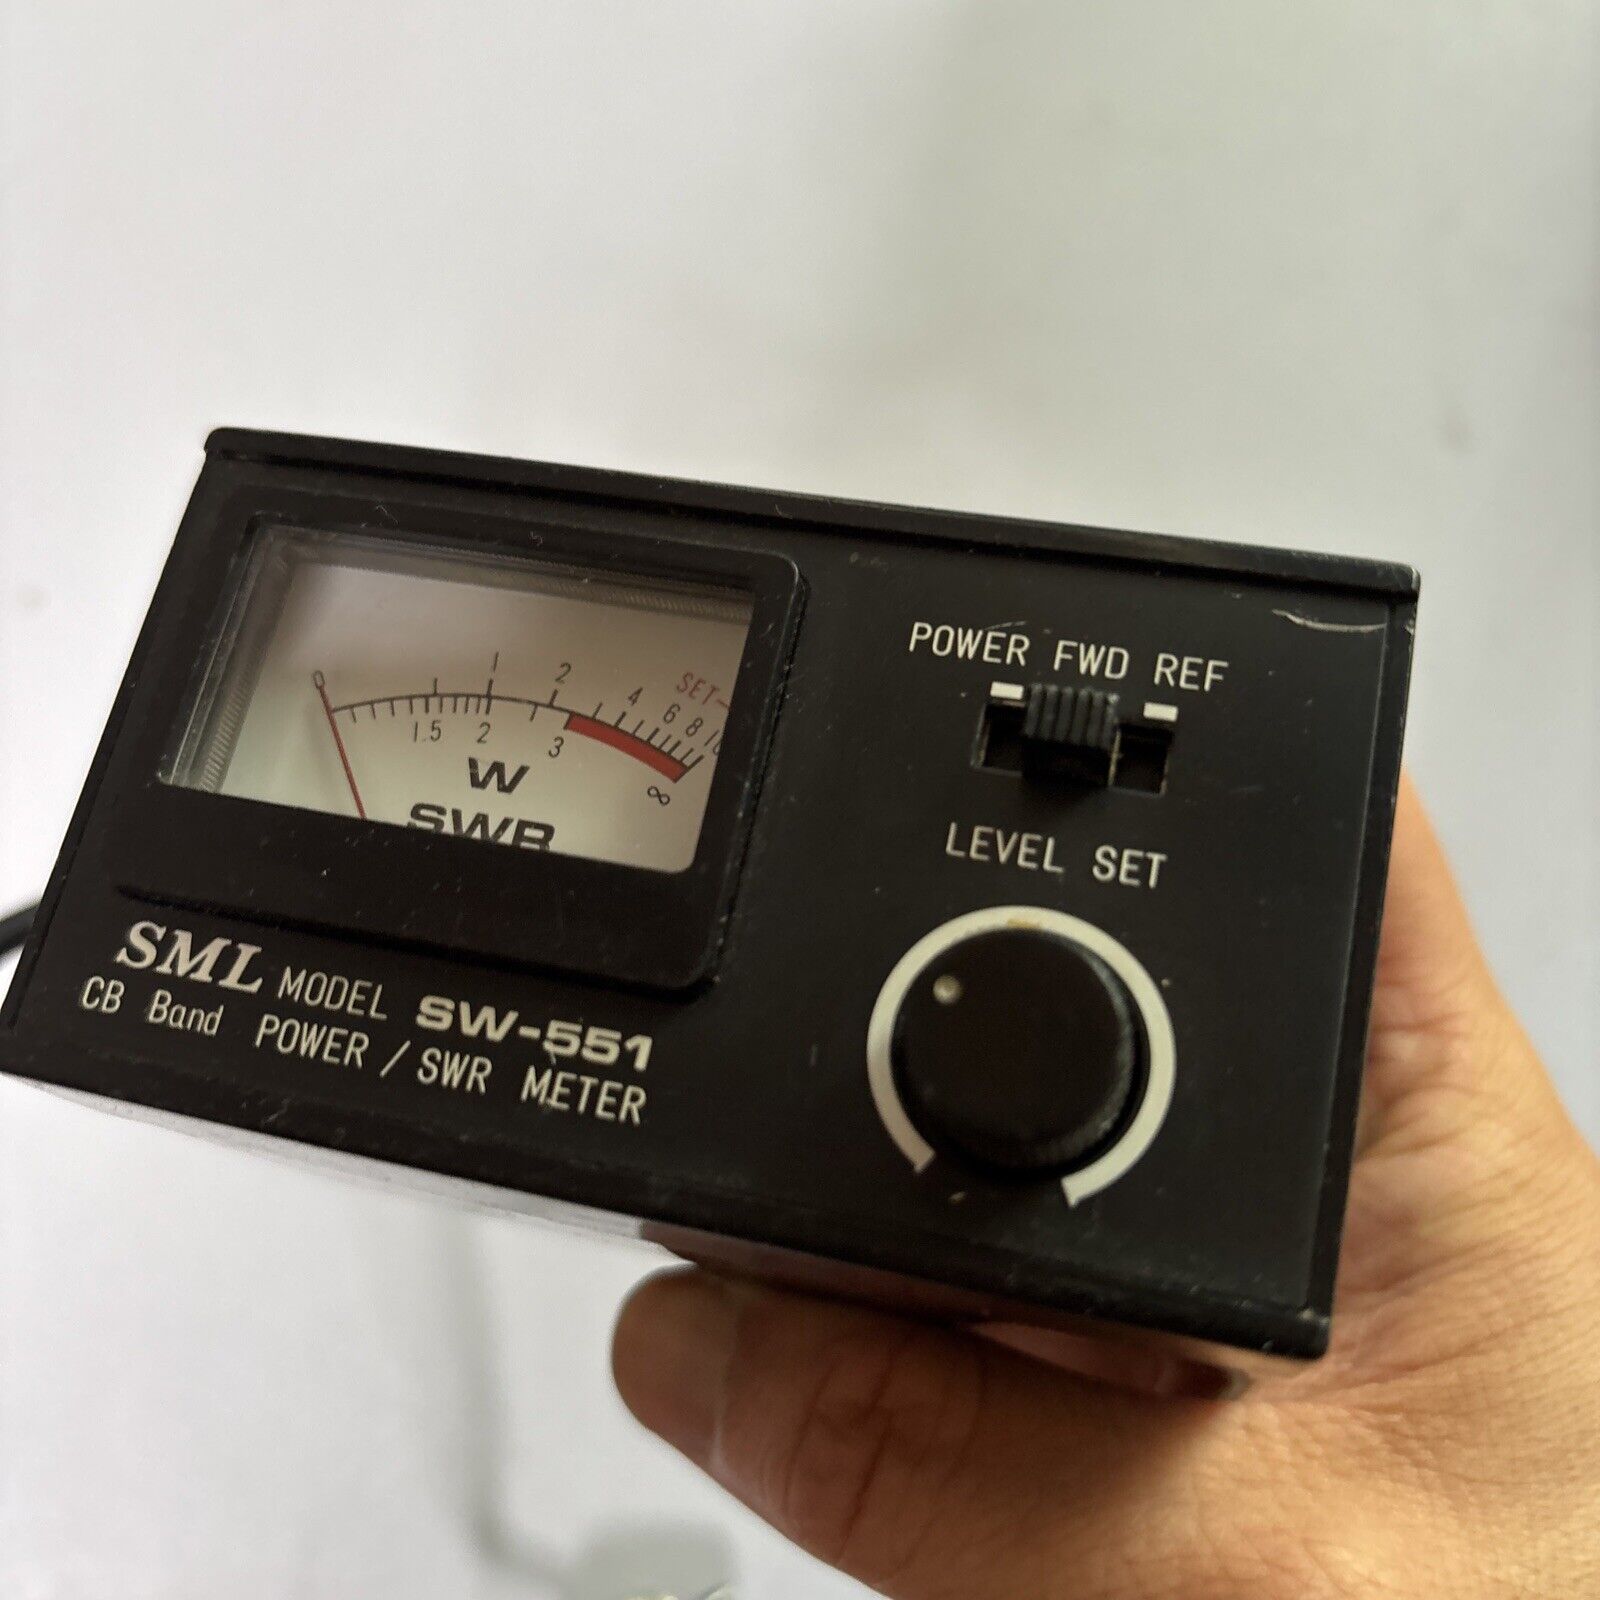 0 1 2 4 6 8 10
SET
1.5 2 3 ∞
W
SWR
POWER FWD REF
LEVEL SET
SML MODEL SW-551
CB Band POWER / SWR METER